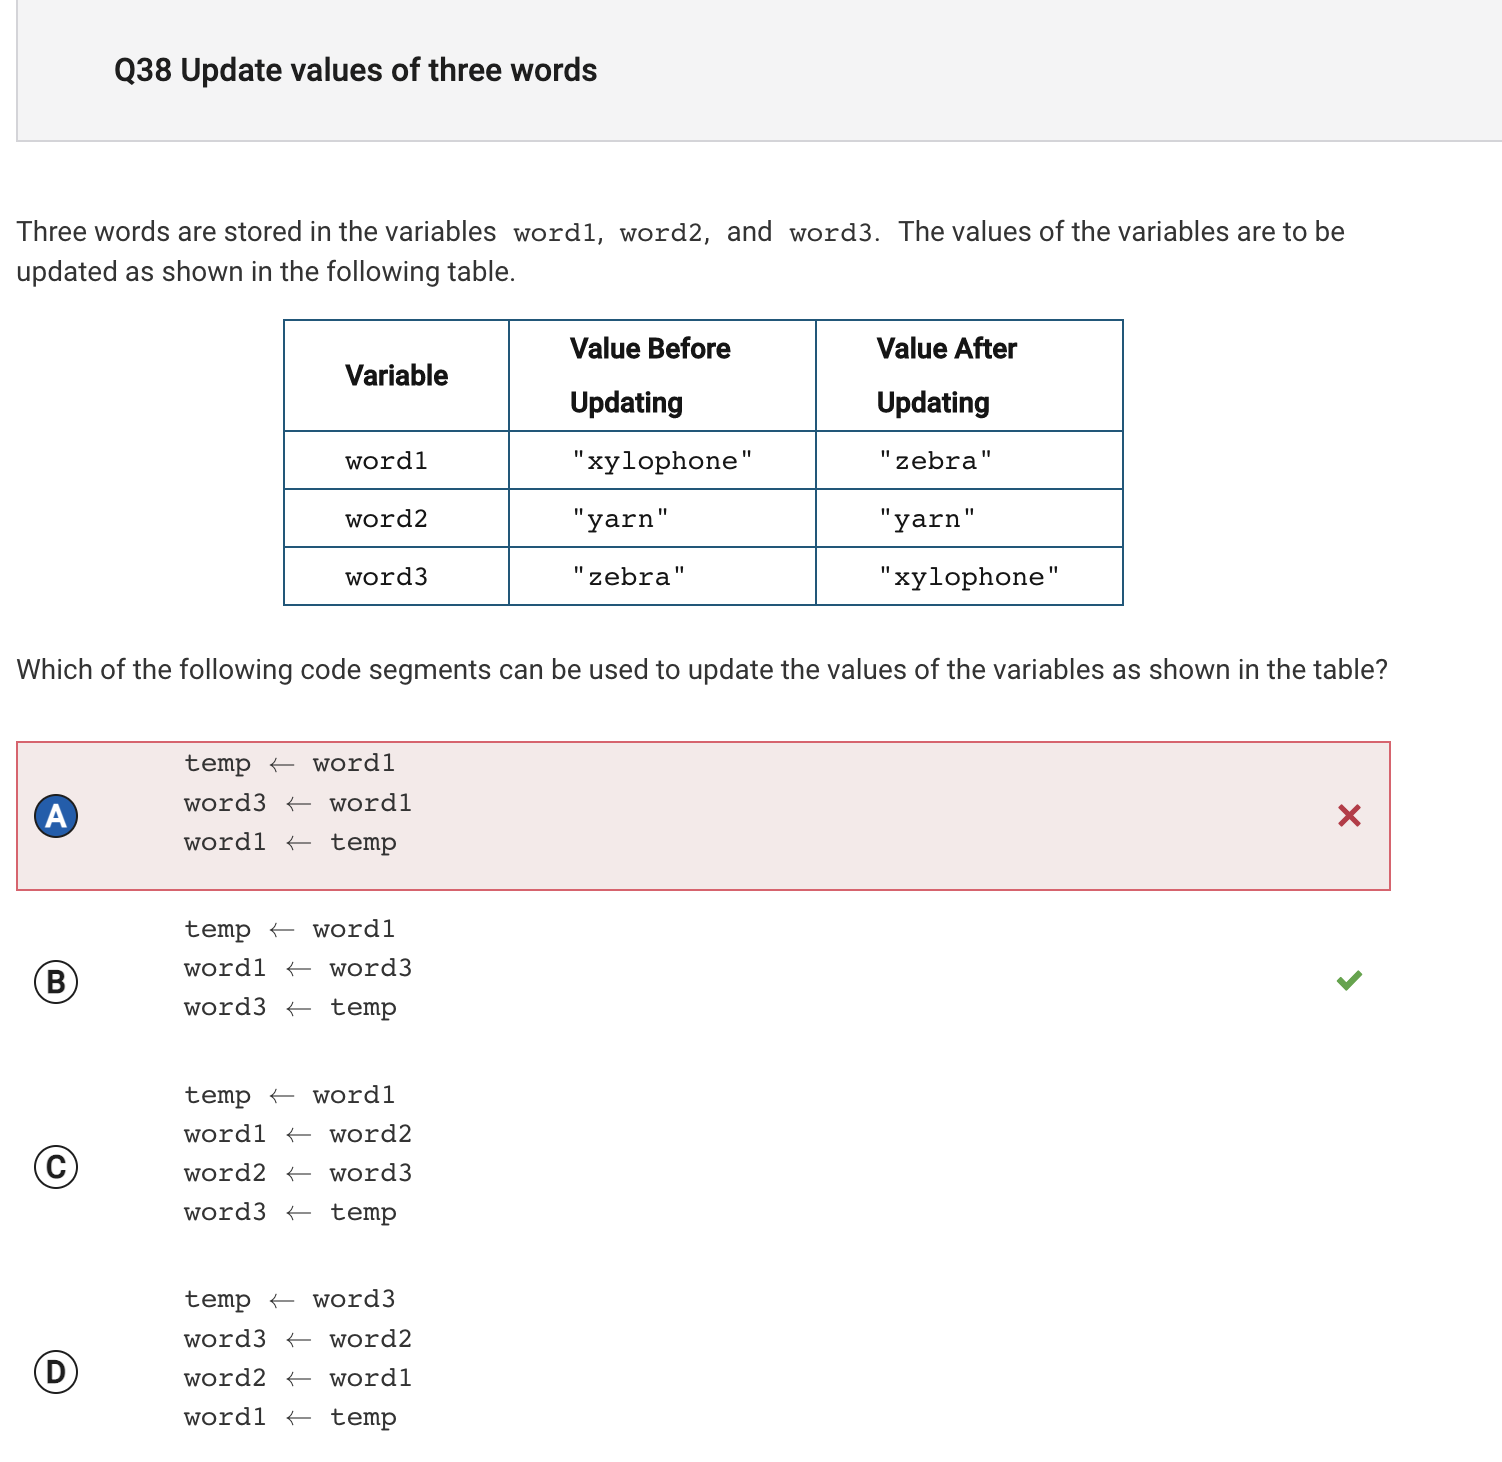 Q38 Update values of three words
Three words are stored in the variables word1, word2, and word3. The values of the variables are to be
updated as shown in the following table.
Variable Value Before Updating Value After Updating
word1 "xylophone" "zebra"
word2 "yarn" "yarn"
word3 "zebra" "xylophone"
Which of the following code segments can be used to update the values of the variables as shown in the table?
A
temp ← word1
word3 ← word1
word1 ← temp
B
temp ← word1
word1 ← word3
word3 ← temp
C
temp ← word1
word1 ← word2
word2 ← word3
word3 ← temp
D
temp ← word3
word3 ← word2
word2 ← word1
word1 ← temp